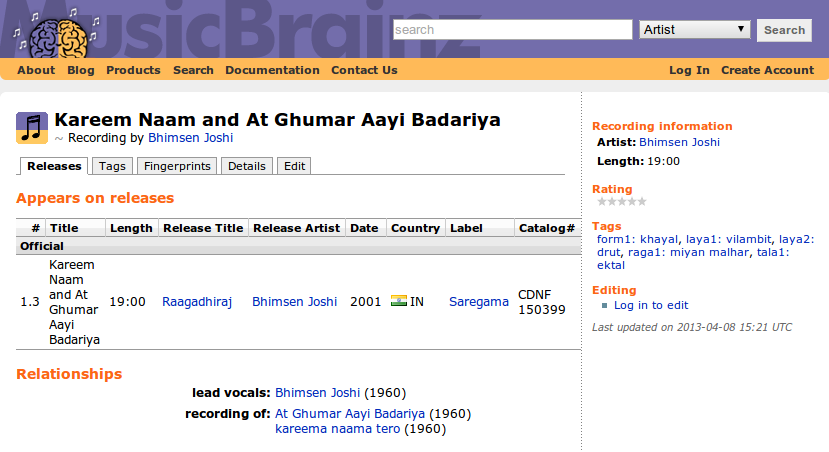 MusicBrainz
search Artist Search
About Blog Products Search Documentation Contact Us Log In Create Account
Kareem Naam and At Ghumar Aayi Badariya
~ Recording by Bhimsen Joshi
Releases Tags Fingerprints Details Edit
Appears on releases
# Title Length Release Title Release Artist Date Country Label Catalog#
Official
1.3 Kareem Naam and At Ghumar Aayi Badariya 19:00 Raagadhiraj Bhimsen Joshi 2001 IN Saregama CDNF 150399
Relationships
lead vocals: Bhimsen Joshi (1960)
recording of: At Ghumar Aayi Badariya (1960)
kareema naama tero (1960)
Recording information
Artist: Bhimsen Joshi
Length: 19:00
Rating
Tags
form1: khayal, laya1: vilambit, laya2:
drut, raga1: miyan malhar, tala1:
ektal
Editing
Log in to edit
Last updated on 2013-04-08 15:21 UTC